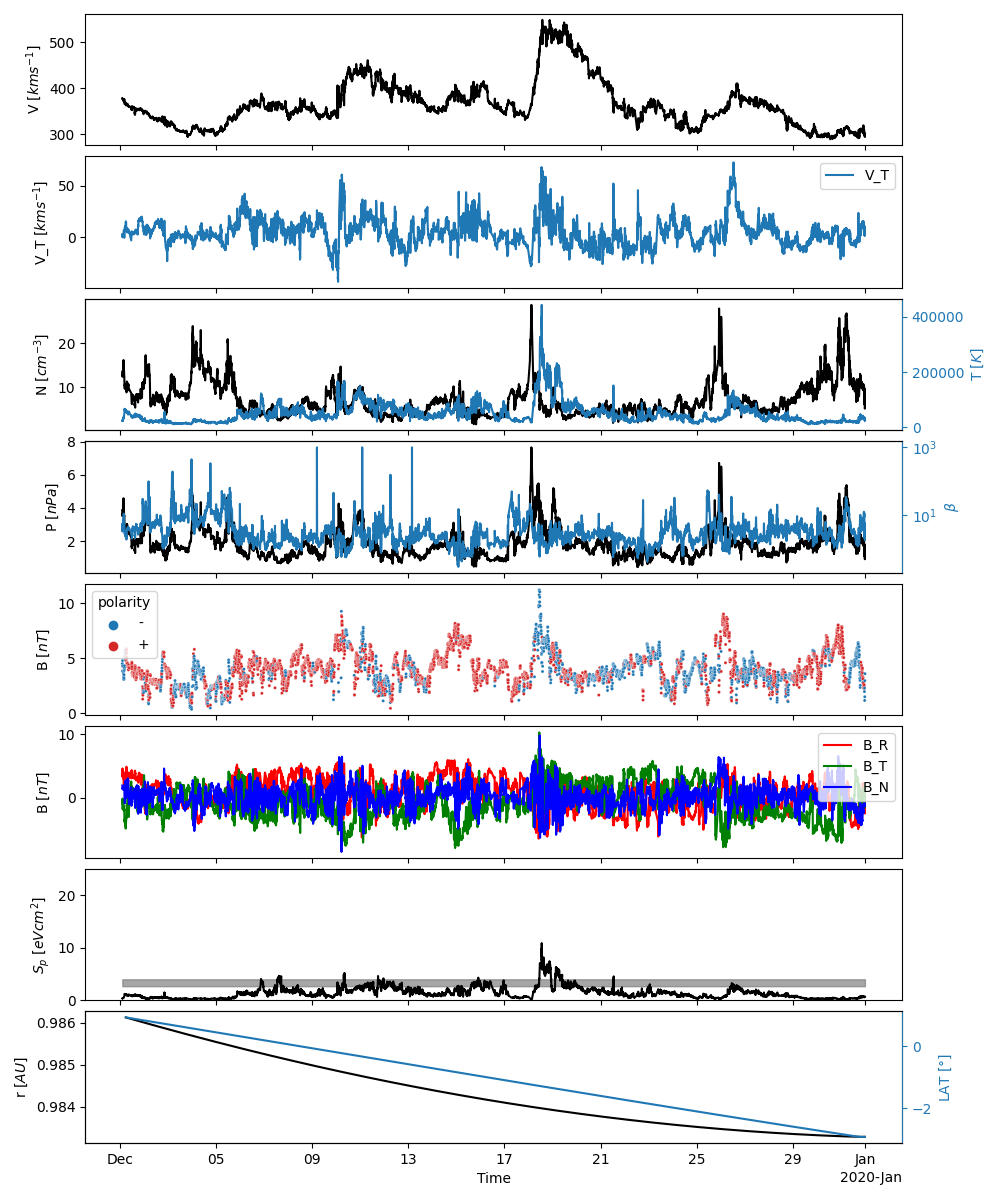 V [kms⁻¹]
500
400
300
V_T [kms⁻¹]
50
0
V_T
N [cm⁻³]
20
10
400000
200000
0
T [K]
P [nPa]
8
6
4
2
10³
10¹
β
B [nT]
10
5
0
polarity
-
+
B [nT]
10
0
B_R
B_T
B_N
Sₚ [eVcm²]
20
10
0
r [AU]
0.986
0.985
0.984
0
−2
LAT [°]
Dec 05 09 13 17 21 25 29 Jan
Time
2020-Jan